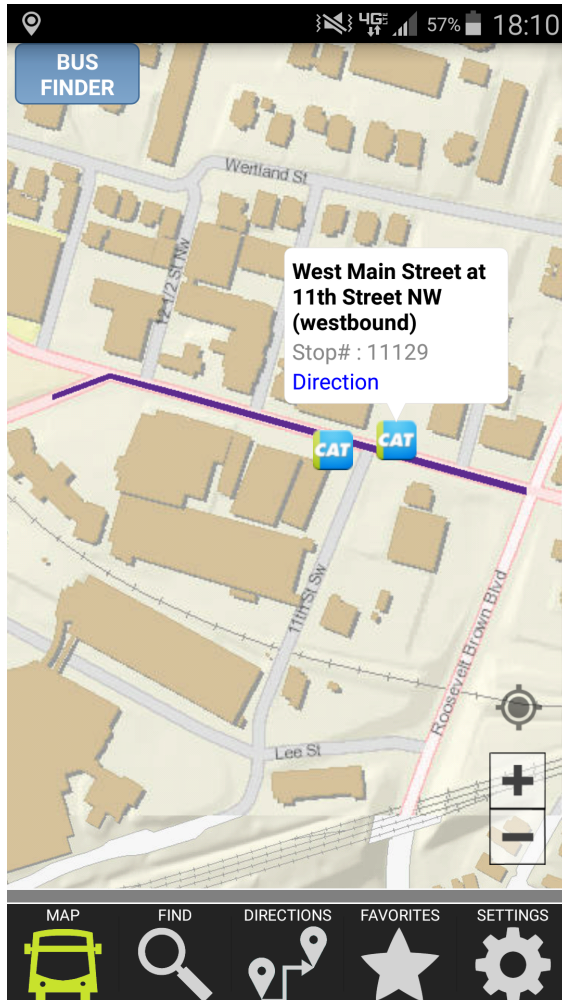 4G LTE 57% 18:10
BUS
FINDER
Wertland St
12 1/2 St Nw
West Main Street at
11th Street NW
(westbound)
Stop# : 11129
Direction
CAT
CAT
11th St Sw
Roosevelt Brown Blvd
Lee St
MAP FIND DIRECTIONS FAVORITES SETTINGS